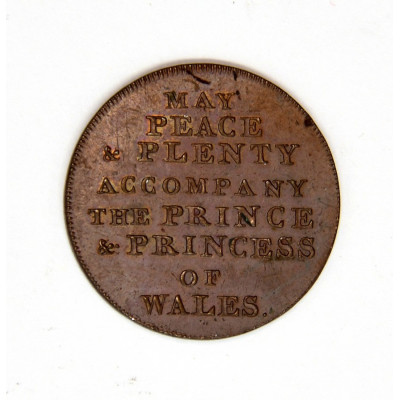 MAY
PEACE
& PLENTY
ACCOMPANY
THE PRINCE
& PRINCESS
OF
WALES.